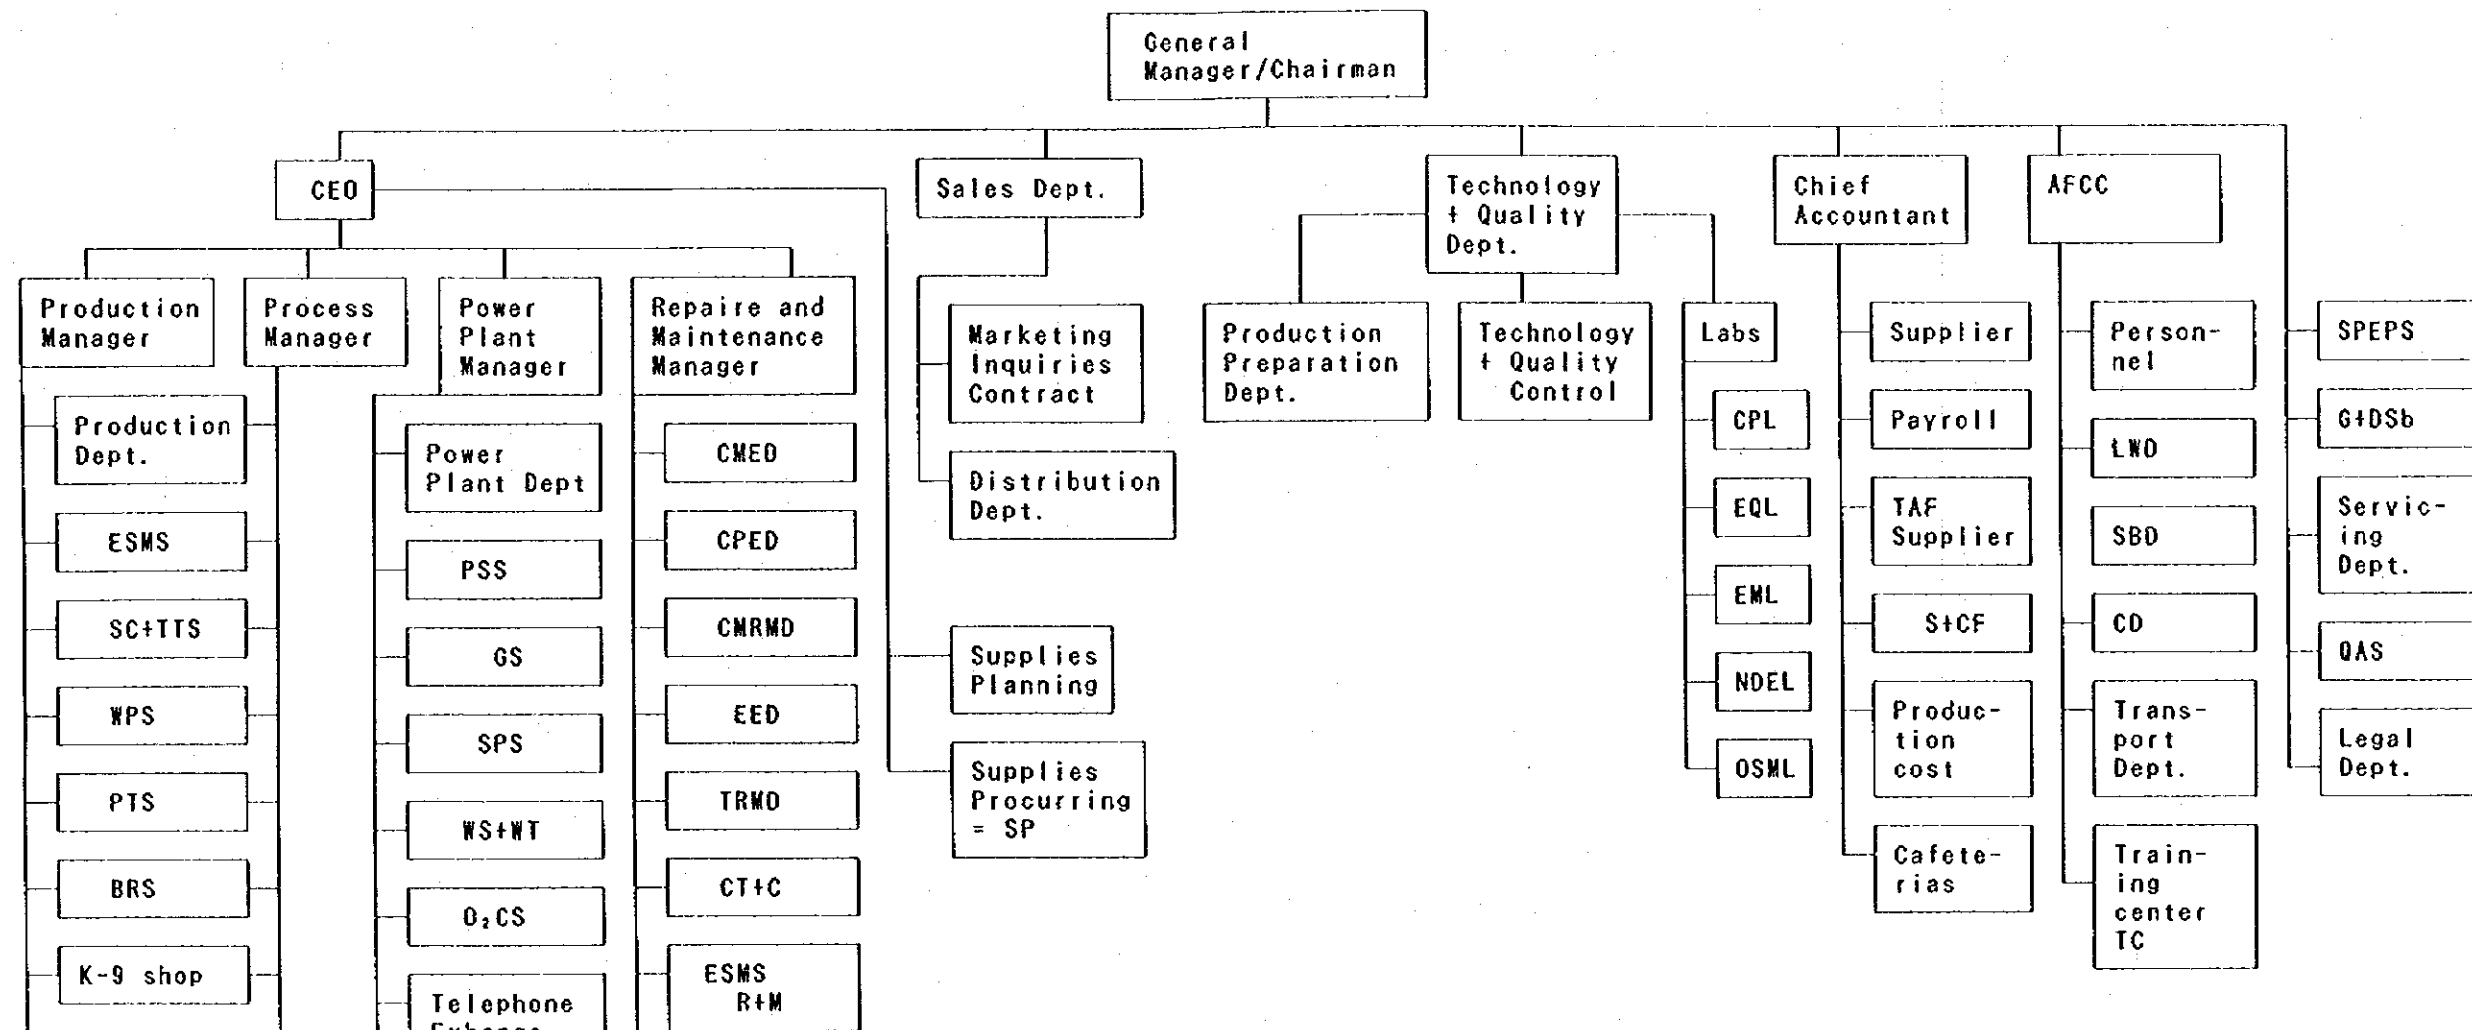 General
Manager/Chairman
CEO
Sales Dept.
Technology
+ Quality
Dept.
Chief
Accountant
AFCC
Production
Manager
Process
Manager
Power
Plant
Manager
Repaire and
Maintenance
Manager
Production
Dept.
ESMS
SC+TTS
WPS
PTS
BRS
K-9 shop
Power
Plant Dept
PSS
GS
SPS
WS+WT
O₂CS
Telephone
CMED
CPED
CMRMD
EED
TRMD
CT+C
ESMS
R+M
Marketing
Inquiries
Contract
Distribution
Dept.
Supplies
Planning
Supplies
Procurring
= SP
Production
Preparation
Dept.
Technology
+ Quality
Control
Labs
CPL
EQL
EML
NDEL
OSML
Supplier
Payroll
TAF
Supplier
S+CF
Produc-
tion
cost
Cafete-
rias
Person-
nel
LWD
SBD
CD
Trans-
port
Dept.
Train-
ing
center
TC
SPEPS
G+DSb
Servic-
ing
Dept.
QAS
Legal
Dept.